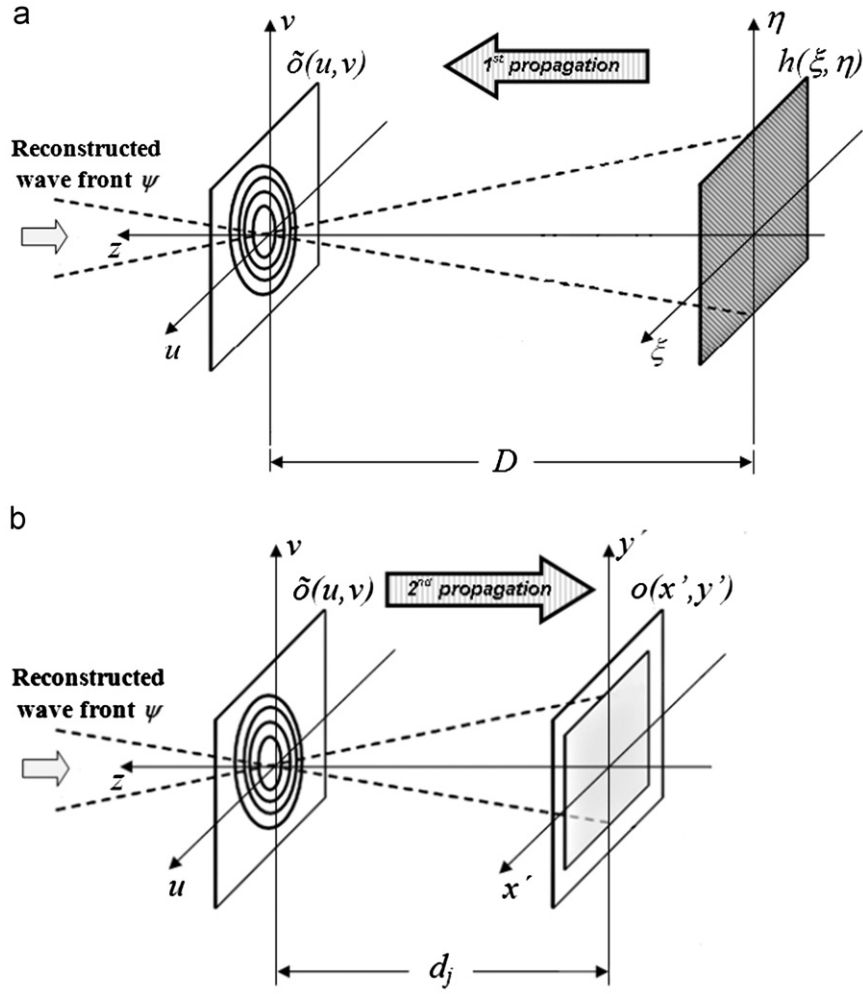 a
v
õ(u,v)
1st propagation
η
h(ξ, η)
Reconstructed
wave front ψ
z
u
ξ
D
b
v
õ(u,v)
2nd propagation
y´
o(x’,y’)
Reconstructed
wave front ψ
z
u
x´
dj